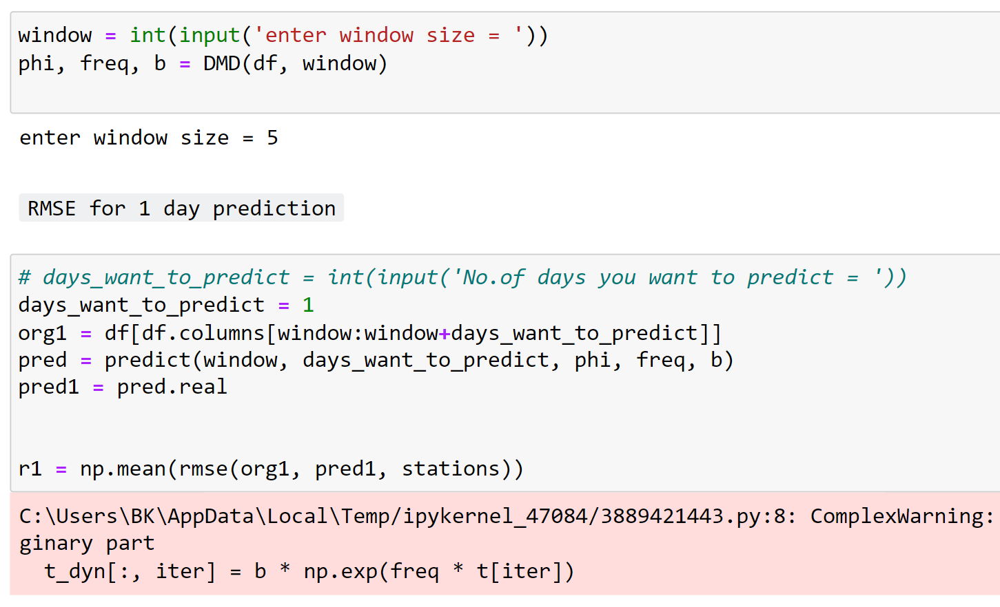 window = int(input('enter window size = '))
phi, freq, b = DMD(df, window)
enter window size = 5
RMSE for 1 day prediction
# days_want_to_predict = int(input('No.of days you want to predict = '))
days_want_to_predict = 1
org1 = df[df.columns[window:window+days_want_to_predict]]
pred = predict(window, days_want_to_predict, phi, freq, b)
pred1 = pred.real
r1 = np.mean(rmse(org1, pred1, stations))
C:\Users\BK\AppData\Local\Temp/ipykernel_47084/3889421443.py:8: ComplexWarning:
ginary part
  t_dyn[:, iter] = b * np.exp(freq * t[iter])